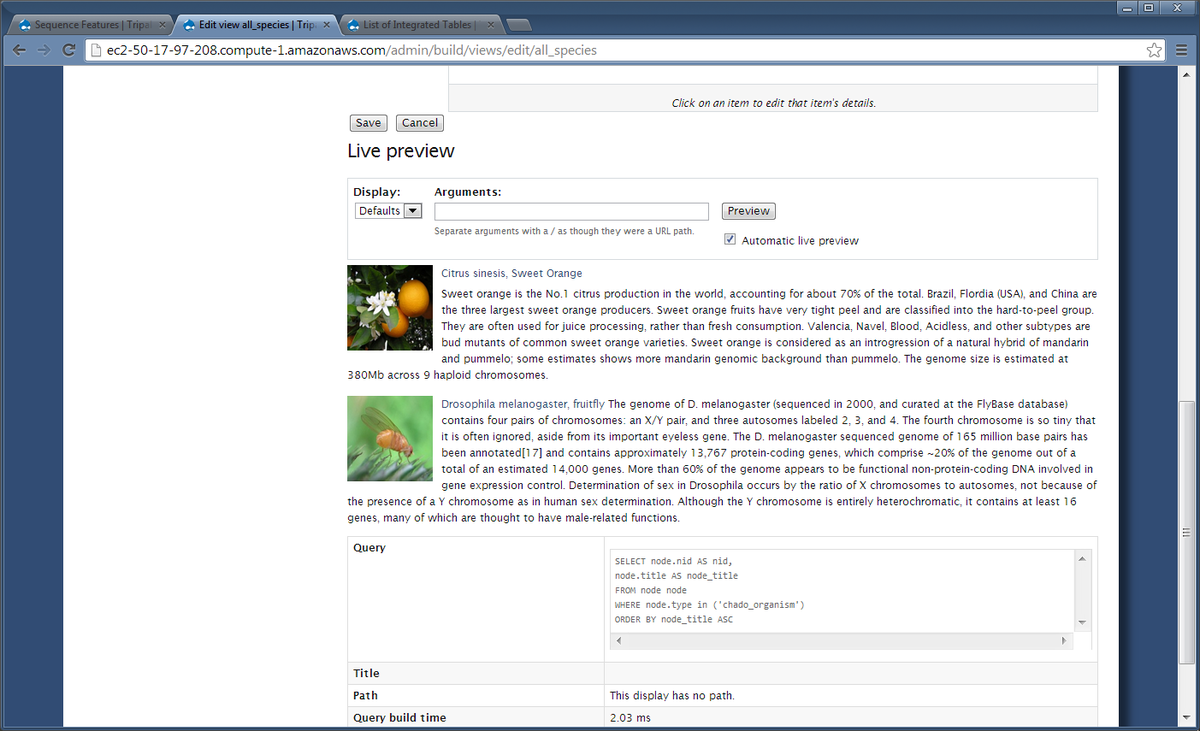 Sequence Features | Tripal
Edit view all_species | Trip
List of Integrated Tables |
ec2-50-17-97-208.compute-1.amazonaws.com/admin/build/views/edit/all_species
Click on an item to edit that item's details.
Save Cancel
Live preview
Display: Arguments:
Defaults Preview
Separate arguments with a / as though they were a URL path.
Automatic live preview
Citrus sinesis, Sweet Orange
Sweet orange is the No.1 citrus production in the world, accounting for about 70% of the total. Brazil, Flordia (USA), and China are
the three largest sweet orange producers. Sweet orange fruits have very tight peel and are classified into the hard-to-peel group.
They are often used for juice processing, rather than fresh consumption. Valencia, Navel, Blood, Acidless, and other subtypes are
bud mutants of common sweet orange varieties. Sweet orange is considered as an introgression of a natural hybrid of mandarin
and pummelo; some estimates shows more mandarin genomic background than pummelo. The genome size is estimated at
380Mb across 9 haploid chromosomes.
Drosophila melanogaster, fruitfly The genome of D. melanogaster (sequenced in 2000, and curated at the FlyBase database)
contains four pairs of chromosomes: an X/Y pair, and three autosomes labeled 2, 3, and 4. The fourth chromosome is so tiny that
it is often ignored, aside from its important eyeless gene. The D. melanogaster sequenced genome of 165 million base pairs has
been annotated[17] and contains approximately 13,767 protein-coding genes, which comprise ~20% of the genome out of a
total of an estimated 14,000 genes. More than 60% of the genome appears to be functional non-protein-coding DNA involved in
gene expression control. Determination of sex in Drosophila occurs by the ratio of X chromosomes to autosomes, not because of
the presence of a Y chromosome as in human sex determination. Although the Y chromosome is entirely heterochromatic, it contains at least 16
genes, many of which are thought to have male-related functions.
Query
SELECT node.nid AS nid,
node.title AS node_title
FROM node node
WHERE node.type in ('chado_organism')
ORDER BY node_title ASC
Title
Path This display has no path.
Query build time 2.03 ms